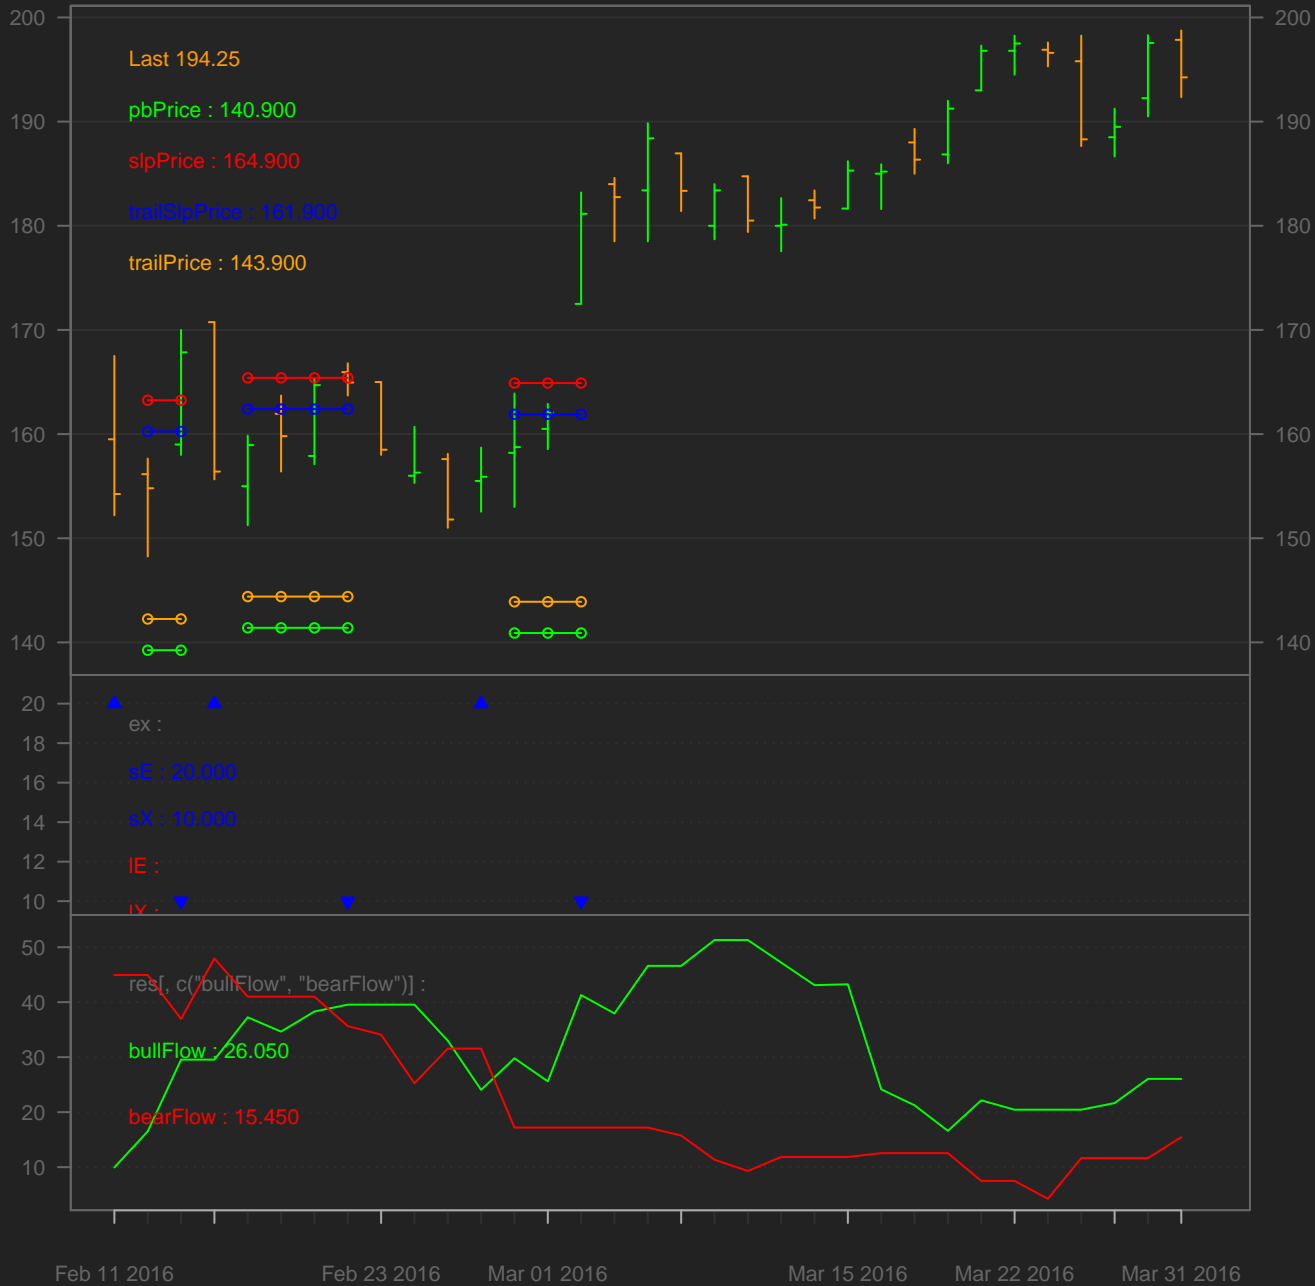 200 200
Last 194.25
pbPrice : 140.900
190 190
slpPrice : 164.900
trailSlpPrice : 161.900
180 180
trailPrice : 143.900
170 170
160 160
150 150
140 140
20
ex :
18
sE : 20.000
16
sX : 10.000
14
lE :
12
lX :
10
50
res[, c("bullFlow", "bearFlow")] :
40
bullFlow : 26.050
30
bearFlow : 15.450
20
10
Feb 11 2016 Feb 23 2016 Mar 01 2016 Mar 15 2016 Mar 22 2016 Mar 31 2016